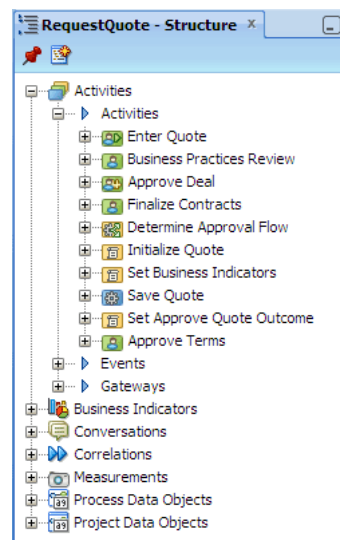 RequestQuote - Structure
Activities
Activities
Enter Quote
Business Practices Review
Approve Deal
Finalize Contracts
Determine Approval Flow
Initialize Quote
Set Business Indicators
Save Quote
Set Approve Quote Outcome
Approve Terms
Events
Gateways
Business Indicators
Conversations
Correlations
Measurements
Process Data Objects
Project Data Objects